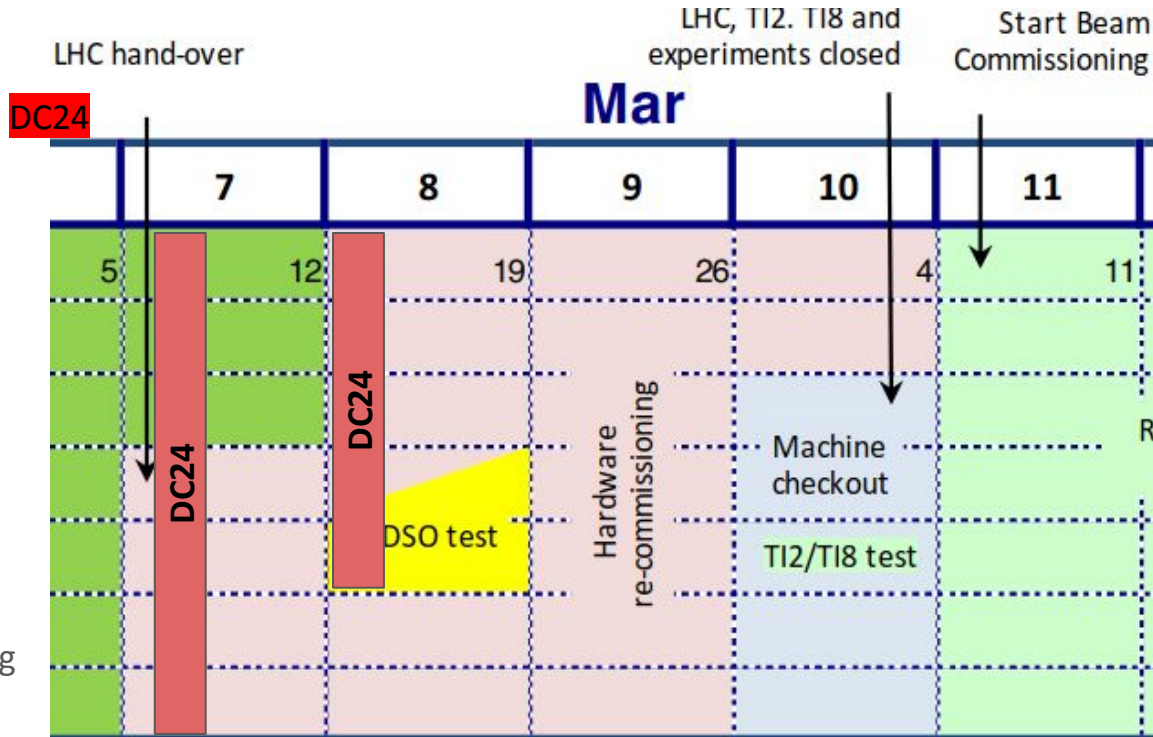 LHC hand-over
LHC, TI2. TI8 and
experiments closed
Start Beam
Commissioning
DC24
Mar
7 8 9 10 11
5 12 19 26 4 11
DC24
DC24
DSO test
Hardware
re-commissioning
Machine
checkout
TI2/TI8 test
R
g